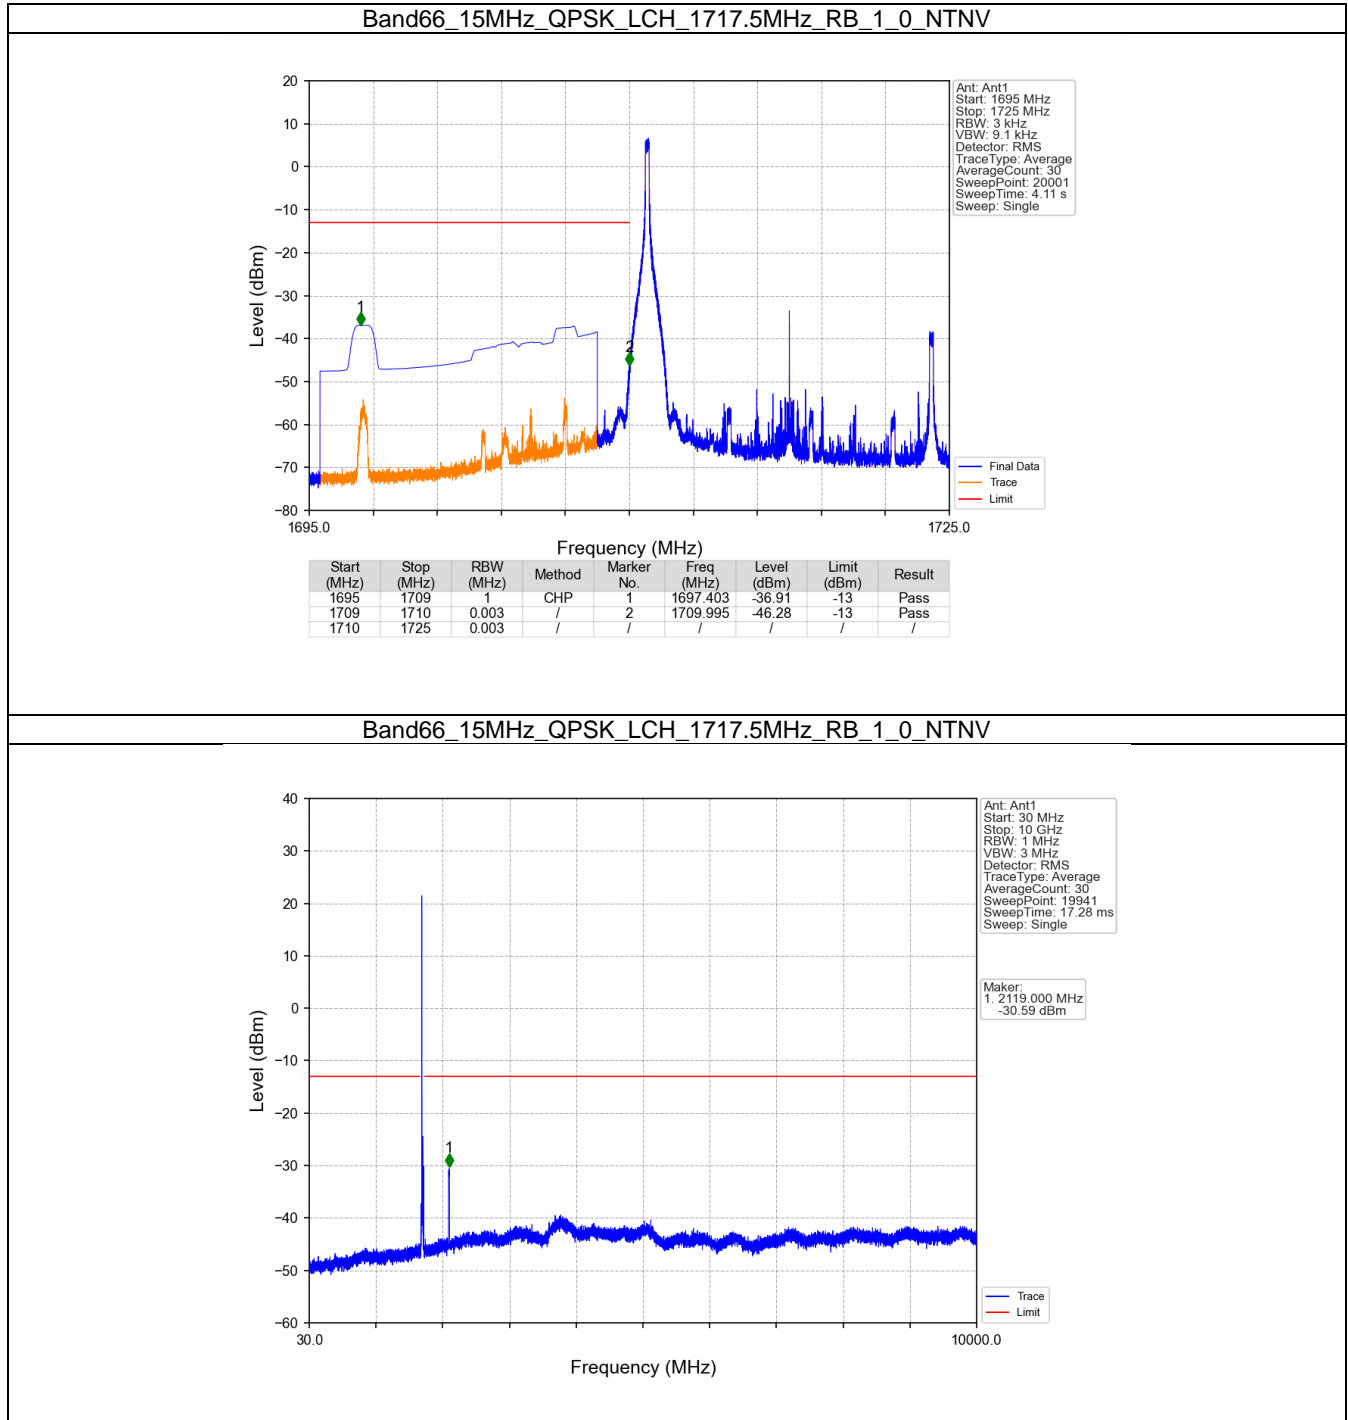 Band66_15MHz_QPSK_LCH_1717.5MHz_RB_1_0_NTNV
20
10
0
−10
−20
−30
−40
−50
−60
−70
−80
Level (dBm)
1
2
1695.0
1725.0
Frequency (MHz)
Ant: Ant1
Start: 1695 MHz
Stop: 1725 MHz
RBW: 3 kHz
VBW: 9.1 kHz
Detector: RMS
TraceType: Average
AverageCount: 30
SweepPoint: 20001
SweepTime: 4.11 s
Sweep: Single
Final Data
Trace
Limit
Start (MHz) Stop (MHz) RBW (MHz) Method Marker No. Freq (MHz) Level (dBm) Limit (dBm) Result
1695 1709 1 CHP 1 1697.403 -36.91 -13 Pass
1709 1710 0.003 / 2 1709.995 -46.28 -13 Pass
1710 1725 0.003 / / / / / /
Band66_15MHz_QPSK_LCH_1717.5MHz_RB_1_0_NTNV
40
30
20
10
0
−10
−20
−30
−40
−50
−60
Level (dBm)
1
30.0
10000.0
Frequency (MHz)
Ant: Ant1
Start: 30 MHz
Stop: 10 GHz
RBW: 1 MHz
VBW: 3 MHz
Detector: RMS
TraceType: Average
AverageCount: 30
SweepPoint: 19941
SweepTime: 17.28 ms
Sweep: Single
Maker:
1. 2119.000 MHz
-30.59 dBm
Trace
Limit